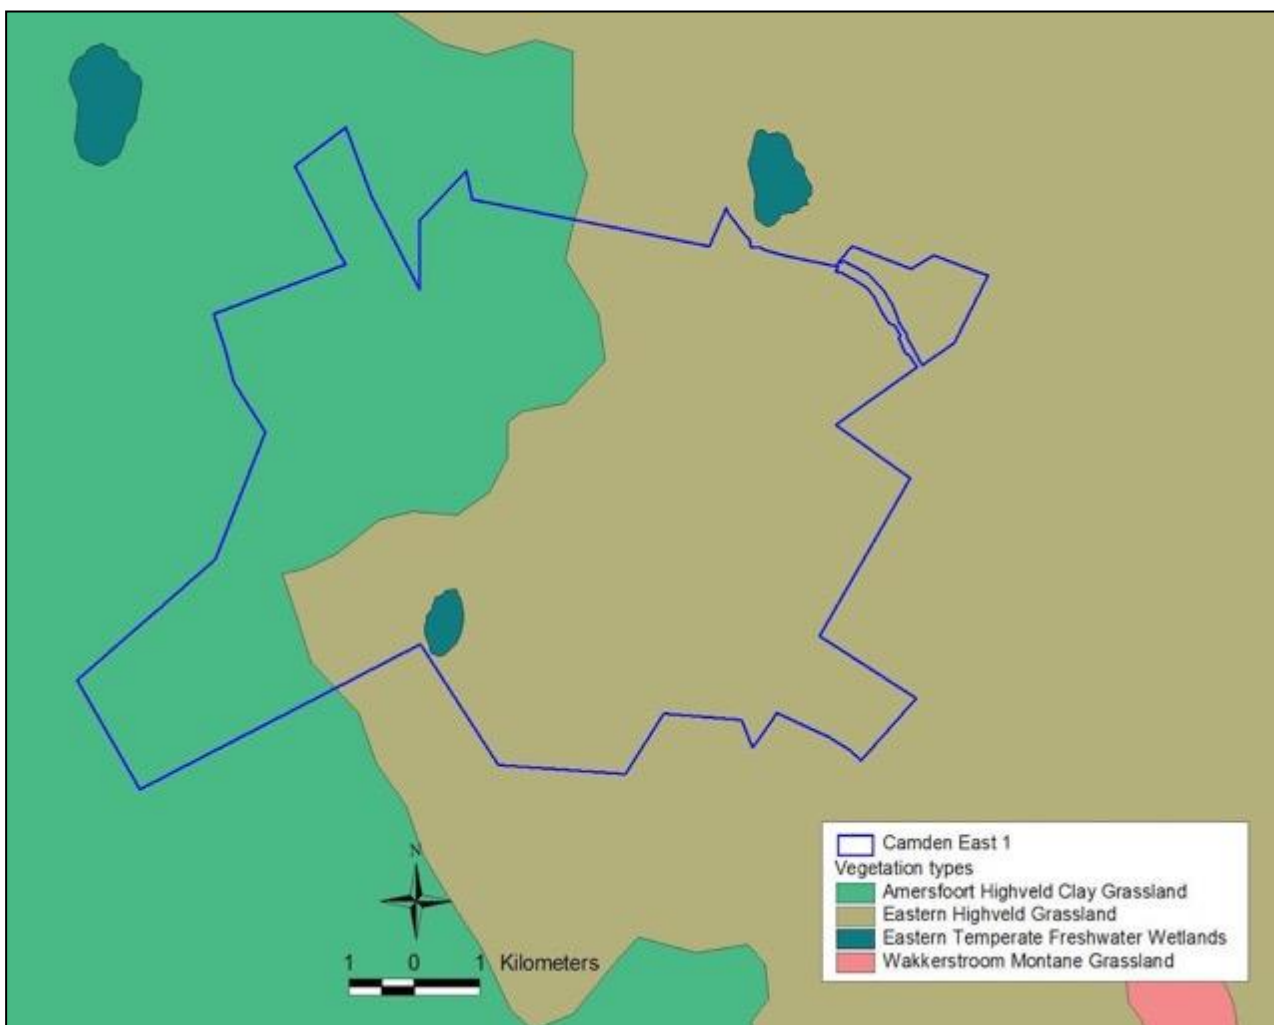 Camden East 1
Vegetation types
Amersfoort Highveld Clay Grassland
Eastern Highveld Grassland
Eastern Temperate Freshwater Wetlands
Wakkerstroom Montane Grassland
N
1 0 1 Kilometers